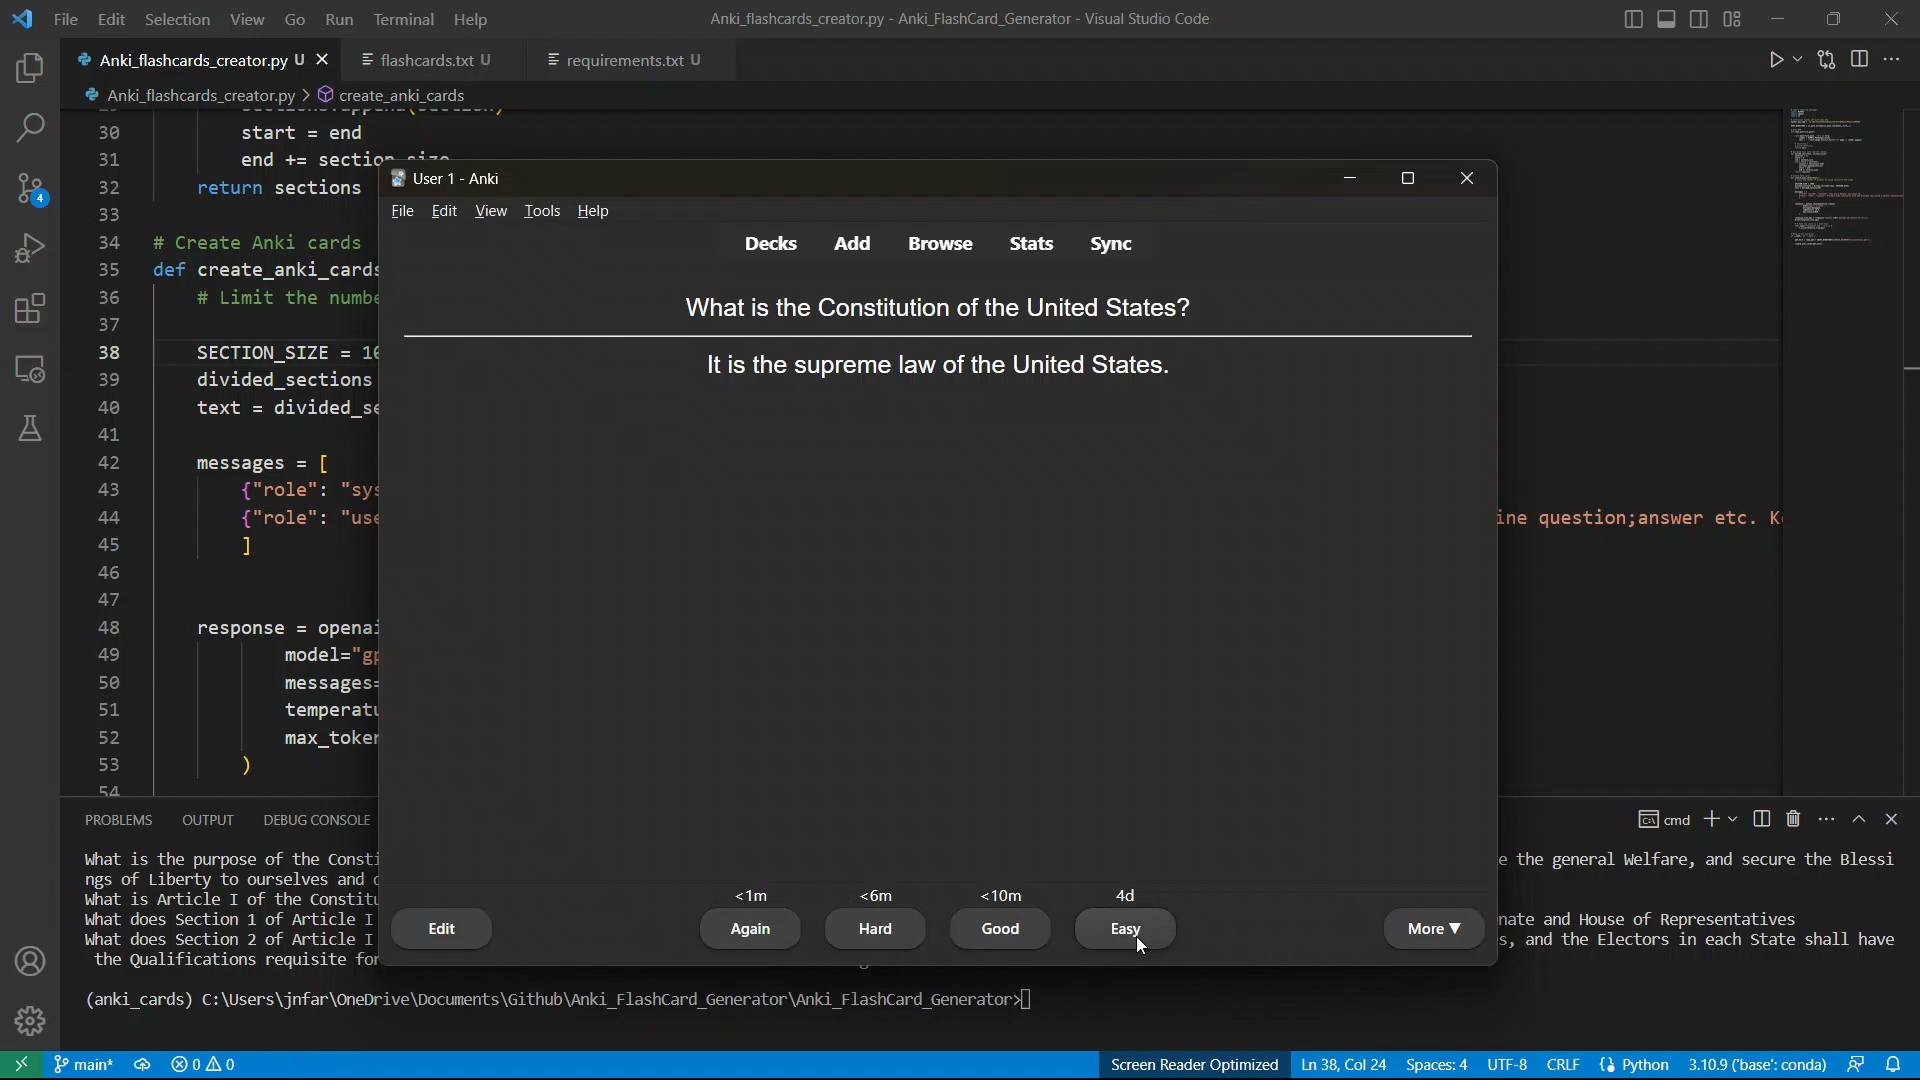 File Edit Selection View Go Run Terminal Help
Anki_flashcards_creator.py - Anki_FlashCard_Generator - Visual Studio Code
Anki_flashcards_creator.py U
flashcards.txt U
requirements.txt U
Anki_flashcards_creator.py > create_anki_cards
30 start = end
31 end += section_size
32 return sections
33
34 # Create Anki cards
35 def create_anki_cards
36 # Limit the numbe
37
38 SECTION_SIZE = 10
39 divided_sections
40 text = divided_se
41
42 messages = [
43 {"role": "sys
44 {"role": "use
ine question;answer etc. K
45 ]
46
47
48 response = openai
49 model="gp
50 messages=
51 temperatu
52 max_token
53 )
54
4
User 1 - Anki
File Edit View Tools Help
Decks Add Browse Stats Sync
What is the Constitution of the United States?
It is the supreme law of the United States.
<1m <6m <10m 4d
Edit Again Hard Good Easy More ▼
PROBLEMS OUTPUT DEBUG CONSOLE
cmd
What is the purpose of the Consti
e the general Welfare, and secure the Blessi
ngs of Liberty to ourselves and
What is Article I of the Constitu
What does Section 1 of Article I
nate and House of Representatives
What does Section 2 of Article I
s, and the Electors in each State shall have
the Qualifications requisite for
(anki_cards) C:\Users\jnfar\OneDrive\Documents\Github\Anki_FlashCard_Generator\Anki_FlashCard_Generator>
main* 0 0 Screen Reader Optimized Ln 38, Col 24 Spaces: 4 UTF-8 CRLF Python 3.10.9 ('base': conda)